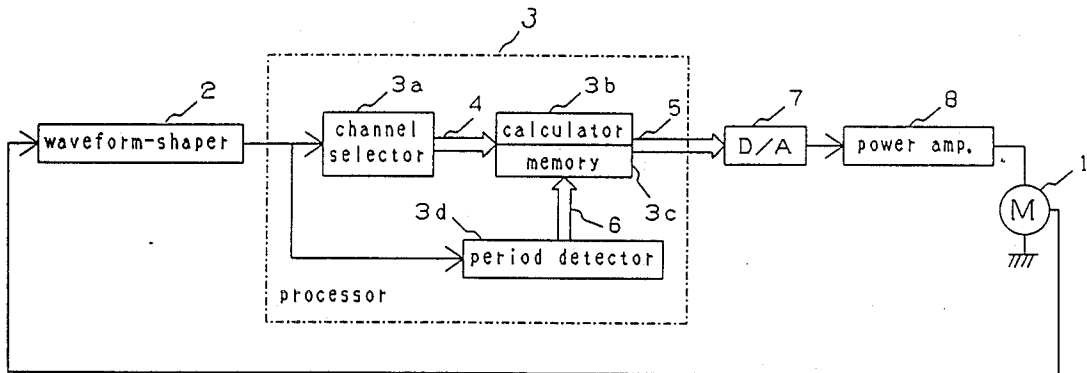 3
2
3a
4
3b
5
7
8
waveform-shaper
channel
selector
calculator
memory
D/A
power amp.
1
M
3d
6
3c
period detector
processor